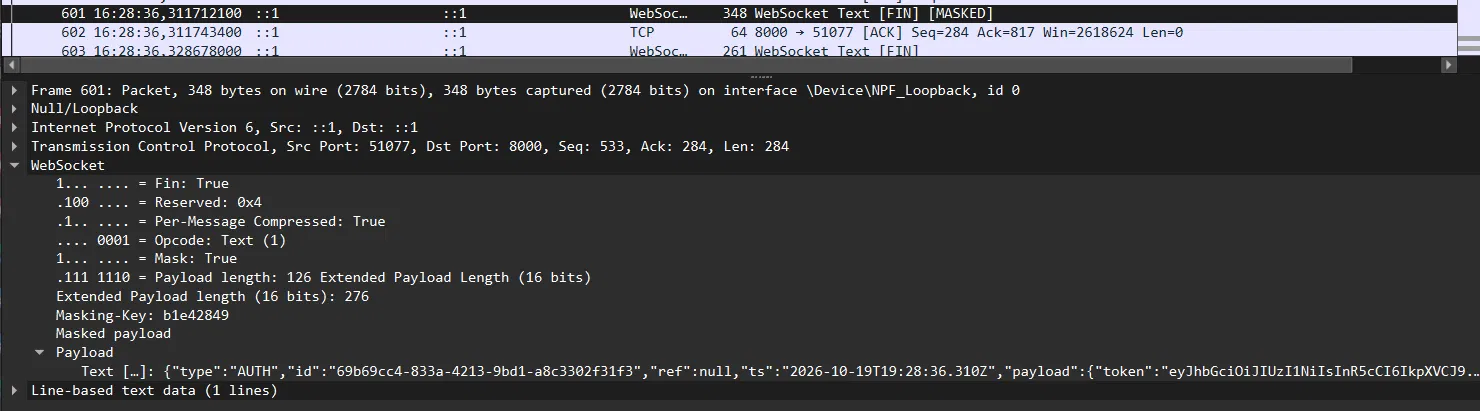 601 16:28:36,311712100 ::1 ::1 WebSoc… 348 WebSocket Text [FIN] [MASKED]
602 16:28:36,311743400 ::1 ::1 TCP 64 8000 → 51077 [ACK] Seq=284 Ack=817 Win=2618624 Len=0
603 16:28:36,328678000 ::1 ::1 WebSoc… 261 WebSocket Text [FIN]
Frame 601: Packet, 348 bytes on wire (2784 bits), 348 bytes captured (2784 bits) on interface \Device\NPF_Loopback, id 0
Null/Loopback
Internet Protocol Version 6, Src: ::1, Dst: ::1
Transmission Control Protocol, Src Port: 51077, Dst Port: 8000, Seq: 533, Ack: 284, Len: 284
WebSocket
1... .... = Fin: True
.100 .... = Reserved: 0x4
.1.. .... = Per-Message Compressed: True
.... 0001 = Opcode: Text (1)
1... .... = Mask: True
.111 1110 = Payload length: 126 Extended Payload Length (16 bits)
Extended Payload length (16 bits): 276
Masking-Key: b1e42849
Masked payload
Payload
Text […]: {"type":"AUTH","id":"69b69cc4-833a-4213-9bd1-a8c3302f31f3","ref":null,"ts":"2026-10-19T19:28:36.310Z","payload":{"token":"eyJhbGciOiJIUzI1NiIsInR5cCI6IkpXVCJ9...
Line-based text data (1 lines)